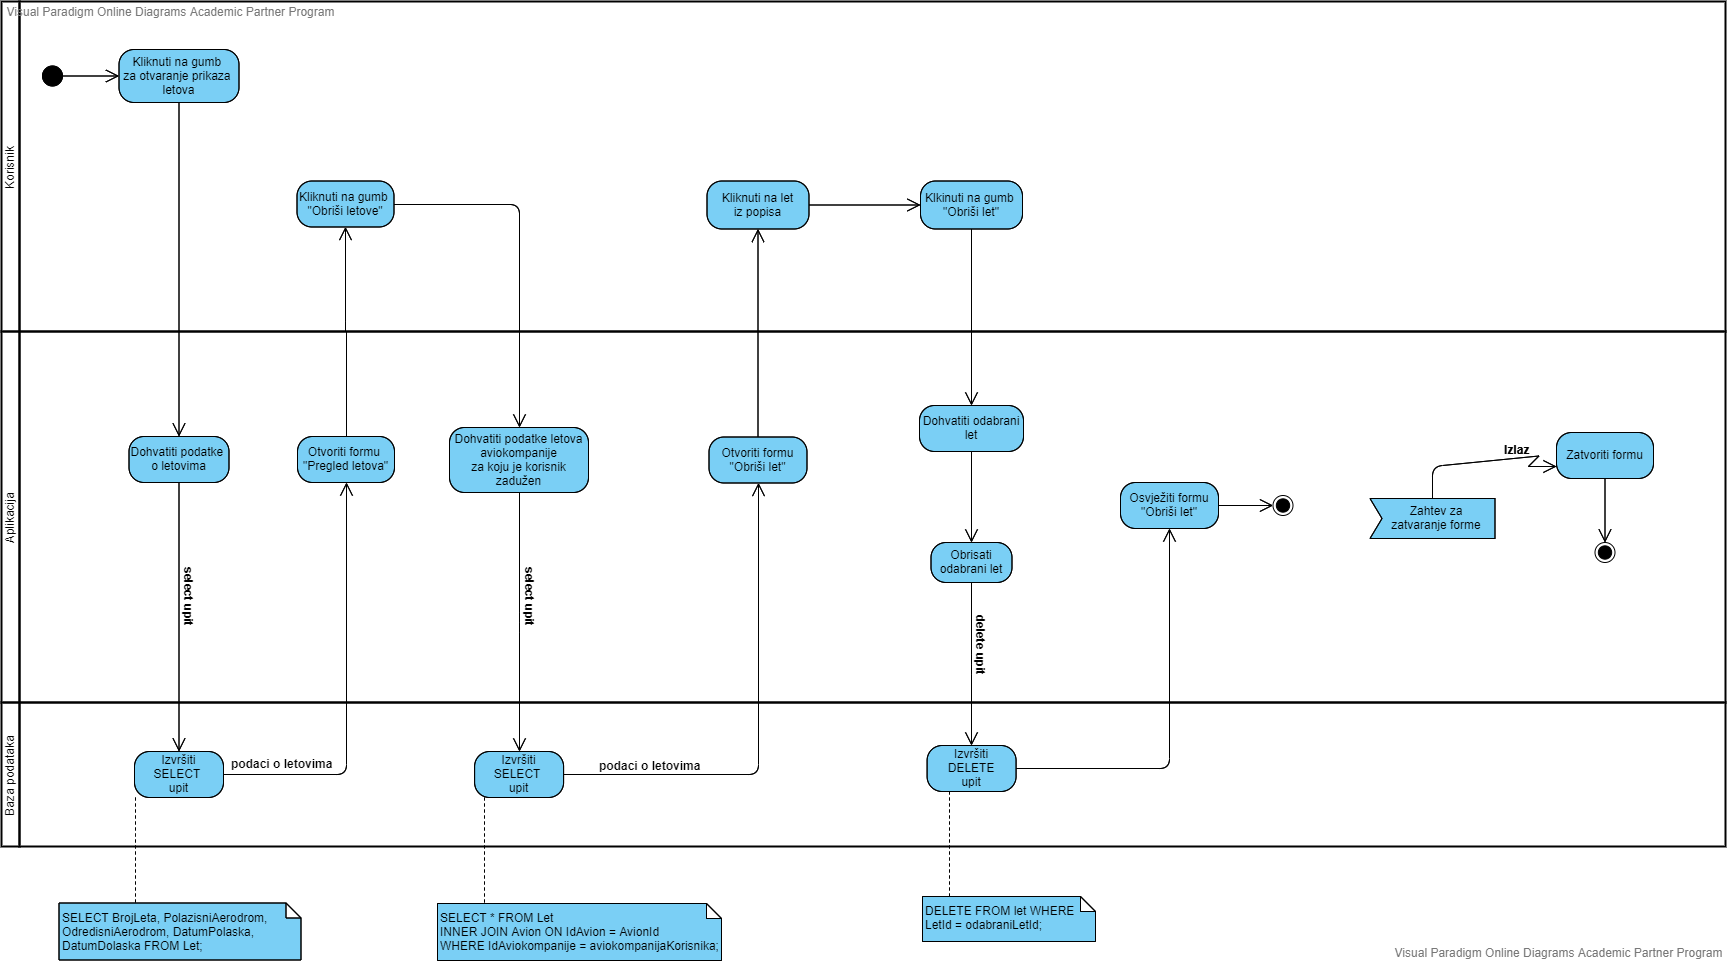 Visual Paradigm Online Diagrams Academic Partner Program
Korisnik
Kliknuti na gumb
za otvaranje prikaza
letova
Kliknuti na gumb
"Obriši letove"
Kliknuti na let
iz popisa
Klkinuti na gumb
"Obriši let"
Aplikacija
Dohvatiti podatke
o letovima
Otvoriti formu
"Pregled letova"
Dohvatiti podatke letova
aviokompanije
za koju je korisnik
zadužen
Otvoriti formu
"Obriši let"
Dohvatiti odabrani
let
Obrisati
odabrani let
Osvježiti formu
"Obriši let"
Izlaz
Zahtev za
zatvaranje forme
Zatvoriti formu
select upit
select upit
delete upit
Baza podataka
Izvršiti
SELECT
upit
podaci o letovima
Izvršiti
SELECT
upit
podaci o letovima
Izvršiti
DELETE
upit
SELECT BrojLeta, PolazisniAerodrom,
OdredisniAerodrom, DatumPolaska,
DatumDolaska FROM Let;
SELECT * FROM Let
INNER JOIN Avion ON IdAvion = AvionId
WHERE IdAviokompanije = aviokompanijaKorisnika;
DELETE FROM let WHERE
LetId = odabraniLetId;
Visual Paradigm Online Diagrams Academic Partner Program